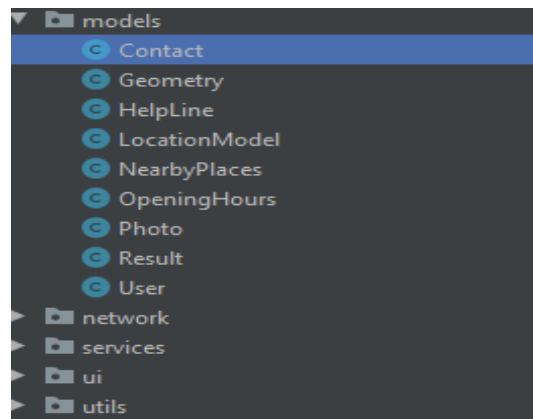 models
Contact
Geometry
HelpLine
LocationModel
NearbyPlaces
OpeningHours
Photo
Result
User
network
services
ui
utils